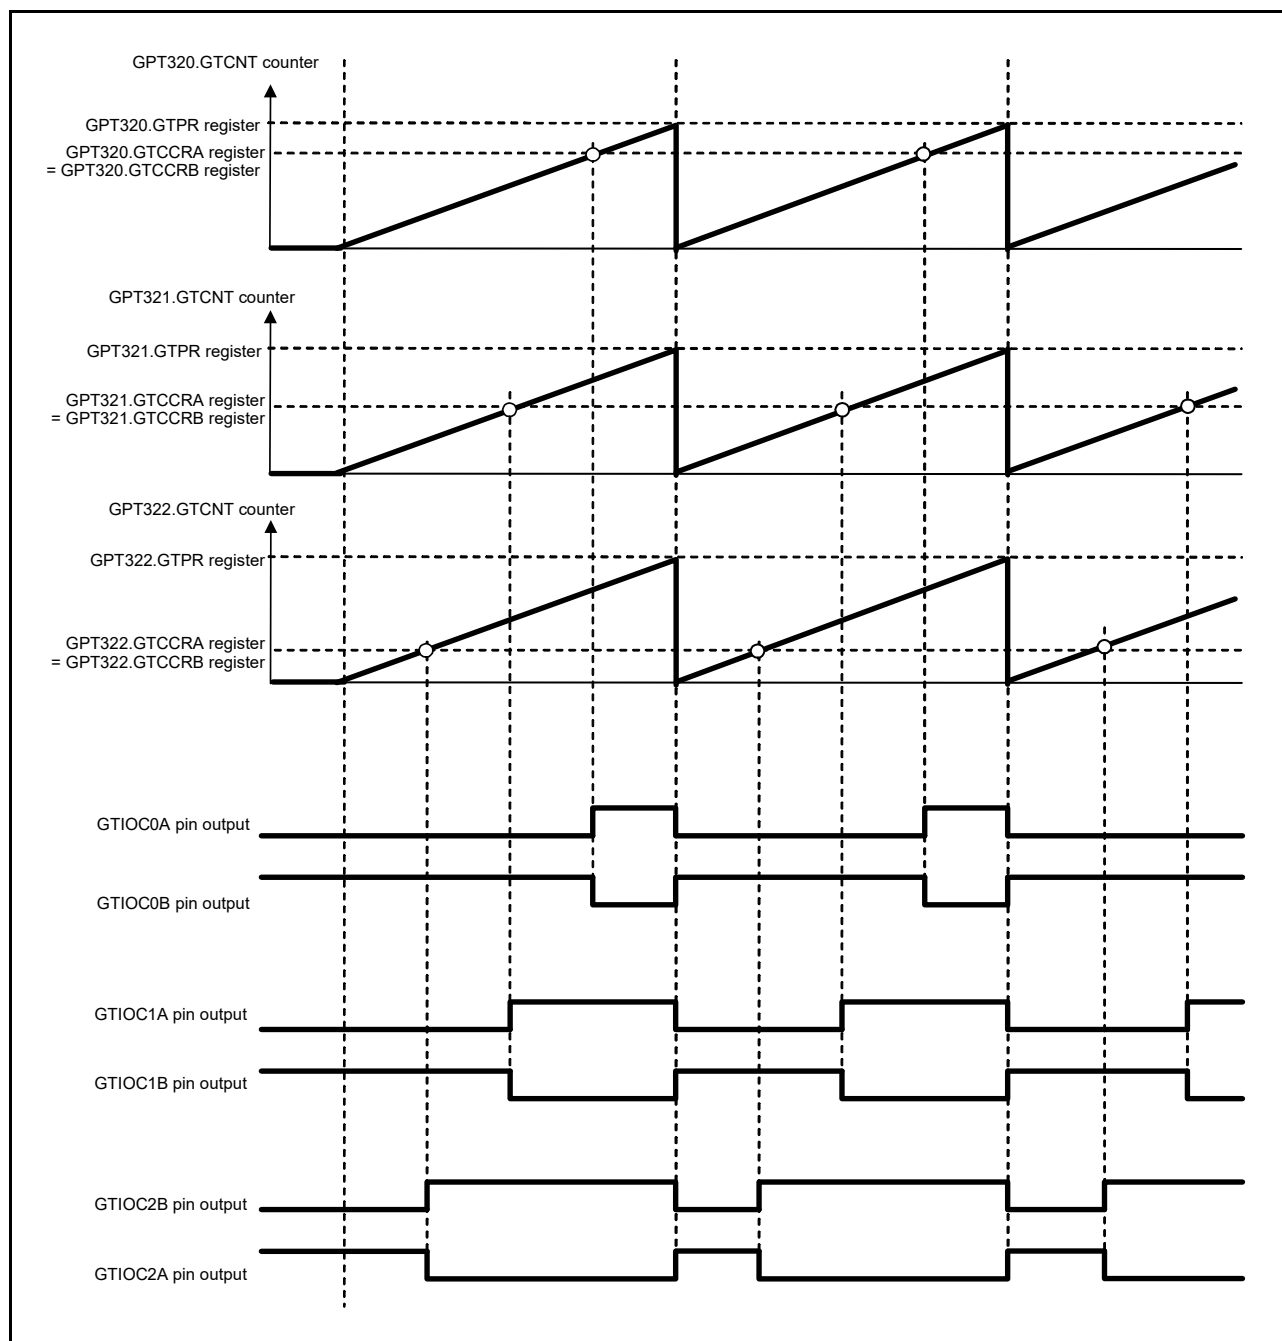 GPT320.GTCNT counter
GPT320.GTPR register
GPT320.GTCCRA register
= GPT320.GTCCRB register
GPT321.GTCNT counter
GPT321.GTPR register
GPT321.GTCCRA register
= GPT321.GTCCRB register
GPT322.GTCNT counter
GPT322.GTPR register
GPT322.GTCCRA register
= GPT322.GTCCRB register
GTIOC0A pin output
GTIOC0B pin output
GTIOC1A pin output
GTIOC1B pin output
GTIOC2B pin output
GTIOC2A pin output